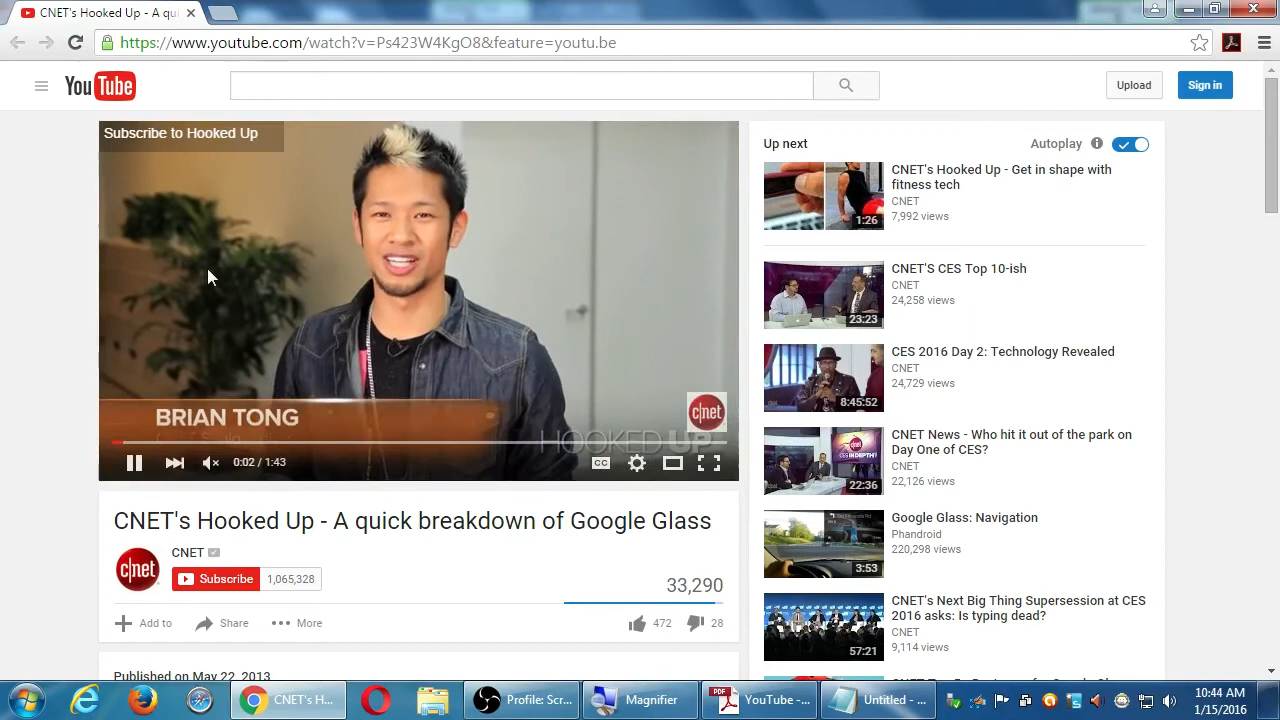 CNET's Hooked Up - A qui
https://www.youtube.com/watch?v=Ps423W4KgO8&feature=youtu.be
YouTube
Upload
Sign in
Subscribe to Hooked Up
BRIAN TONG
c|net
HOOKED UP
0:02 / 1:43
CC
CNET's Hooked Up - A quick breakdown of Google Glass
c|net
CNET
Subscribe
1,065,328
33,290
Add to
Share
More
472
28
Published on May 22, 2013
Up next
Autoplay
CNET's Hooked Up - Get in shape with
fitness tech
CNET
7,992 views
1:26
CNET'S CES Top 10-ish
CNET
24,258 views
23:23
CES 2016 Day 2: Technology Revealed
CNET
24,729 views
8:45:52
CNET News - Who hit it out of the park on
Day One of CES?
CNET
22,126 views
22:36
Google Glass: Navigation
Phandroid
220,298 views
3:53
CNET's Next Big Thing Supersession at CES
2016 asks: Is typing dead?
CNET
9,114 views
57:21
CNET's H...
Profile: Scr...
Magnifier
PDF
YouTube -...
Untitled - ...
10:44 AM
1/15/2016